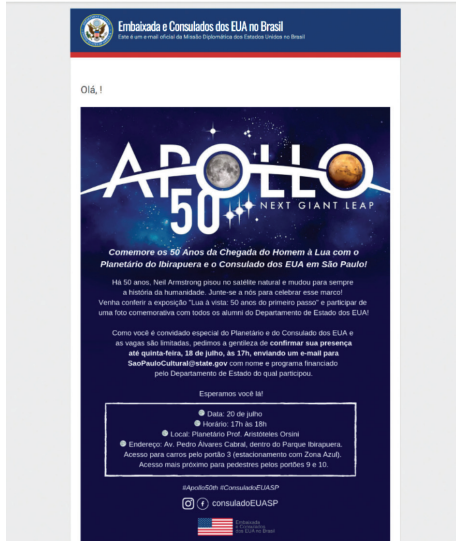 Embaixada e Consulados dos EUA no Brasil
Este é um e-mail oficial da Missão Diplomática dos Estados Unidos no Brasil
Olá, !
APOLLO
50
NEXT GIANT LEAP
Comemore os 50 Anos da Chegada do Homem à Lua com o
Planetário do Ibirapuera e o Consulado dos EUA em São Paulo!
Há 50 anos, Neil Armstrong pisou no satélite natural e mudou para sempre
a história da humanidade. Junte-se a nós para celebrar esse marco!
Venha conferir a exposição "Lua à vista: 50 anos do primeiro passo" e participar de
uma foto comemorativa com todos os alumni do Departamento de Estado dos EUA!
Como você é convidado especial do Planetário e do Consulado dos EUA e
as vagas são limitadas, pedimos a gentileza de confirmar sua presença
até quinta-feira, 18 de julho, às 17h, enviando um e-mail para
SaoPauloCultural@state.gov com nome e programa financiado
pelo Departamento de Estado do qual participou.
Esperamos você lá!
Data: 20 de julho
Horário: 17h às 18h
Local: Planetário Prof. Aristóteles Orsini
Endereço: Av. Pedro Álvares Cabral, dentro do Parque Ibirapuera.
Acesso para carros pelo portão 3 (estacionamento com Zona Azul).
Acesso mais próximo para pedestres pelos portões 9 e 10.
#Apollo50th #ConsuladoEUASP
consuladoEUASP
Embaixada
e Consulados
dos EUA no Brasil